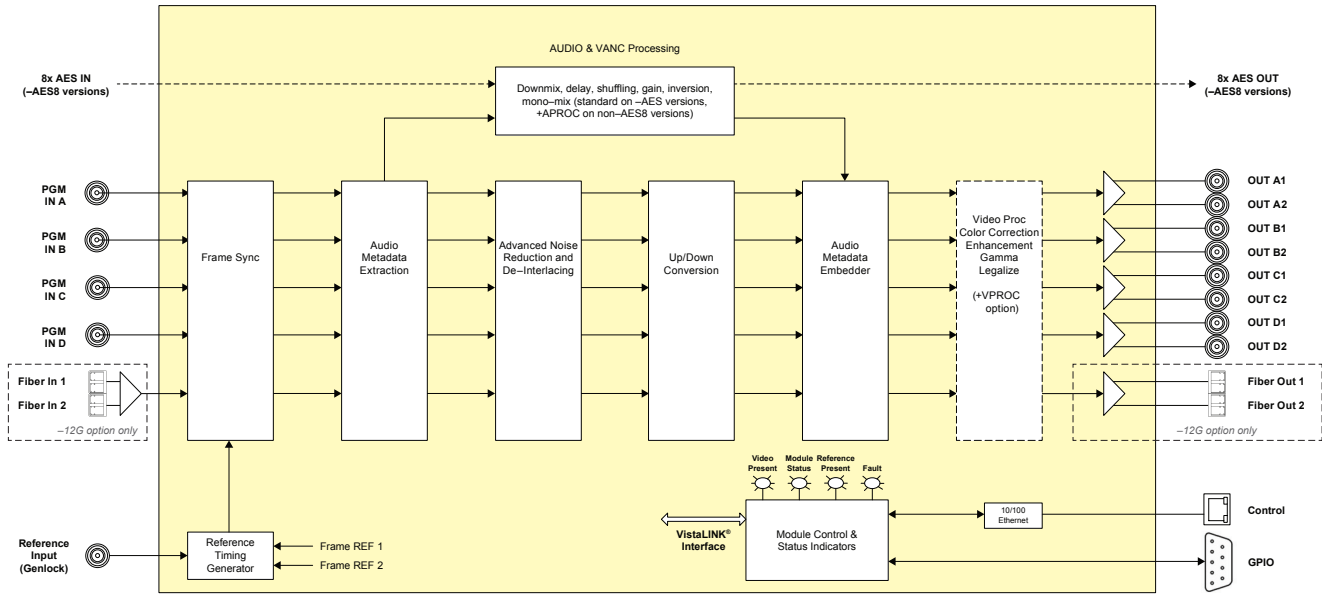 AUDIO & VANC Processing
8x AES IN
(–AES8 versions)
Downmix, delay, shuffling, gain, inversion,
mono–mix (standard on –AES versions,
+APROC on non–AES8 versions)
8x AES OUT
(–AES8 versions)
PGM
IN A
PGM
IN B
PGM
IN C
PGM
IN D
Fiber In 1
Fiber In 2
–12G option only
Frame Sync
Audio
Metadata
Extraction
Advanced Noise
Reduction and
De–Interlacing
Up/Down
Conversion
Audio
Metadata
Embedder
Video Proc
Color Correction
Enhancement
Gamma
Legalize
(+VPROC
option)
OUT A1
OUT A2
OUT B1
OUT B2
OUT C1
OUT C2
OUT D1
OUT D2
Fiber Out 1
Fiber Out 2
–12G option only
Reference
Input
(Genlock)
Reference
Timing
Generator
Frame REF 1
Frame REF 2
Video
Present
Module
Status
Reference
Present
Fault
VistaLINK®
Interface
Module Control &
Status Indicators
10/100
Ethernet
Control
GPIO